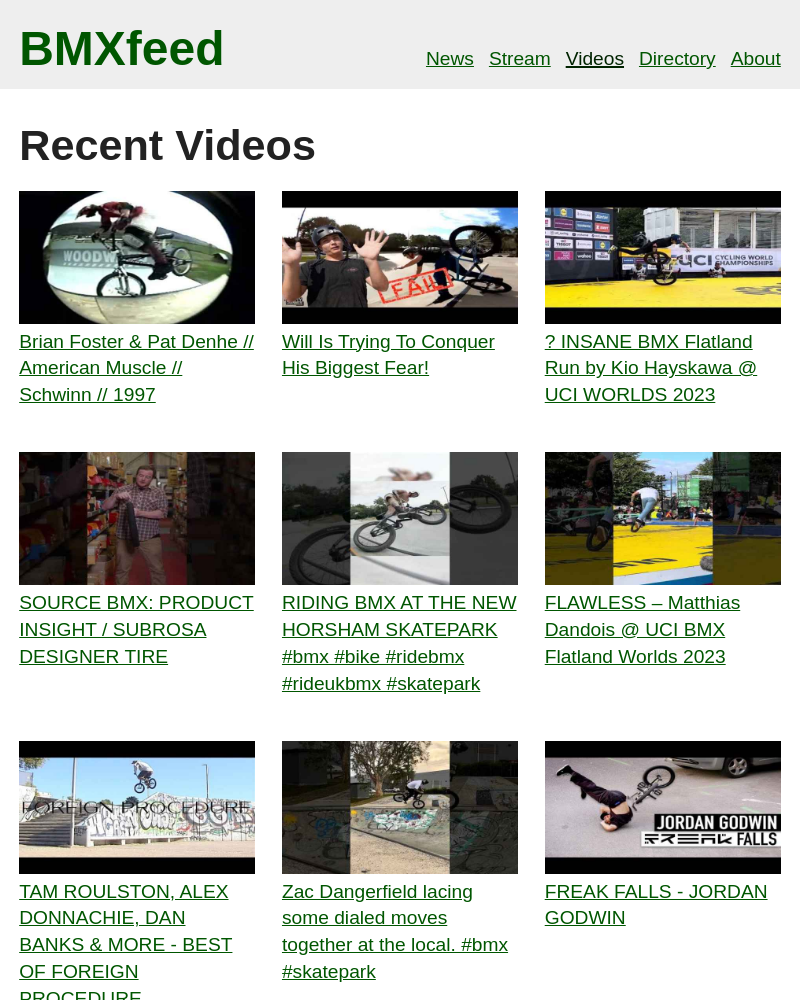 BMXfeed
News Stream Videos Directory About
Recent Videos
WOODW
FAIL
UCI CYCLING WORLD
CHAMPIONSHIPS
Brian Foster & Pat Denhe //
American Muscle //
Schwinn // 1997
Will Is Trying To Conquer
His Biggest Fear!
? INSANE BMX Flatland
Run by Kio Hayskawa @
UCI WORLDS 2023
SOURCE BMX: PRODUCT
INSIGHT / SUBROSA
DESIGNER TIRE
RIDING BMX AT THE NEW
HORSHAM SKATEPARK
#bmx #bike #ridebmx
#rideukbmx #skatepark
FLAWLESS – Matthias
Dandois @ UCI BMX
Flatland Worlds 2023
FOREIGN PROCEDURE
JORDAN GODWIN
FREAK FALLS
TAM ROULSTON, ALEX
DONNACHIE, DAN
BANKS & MORE - BEST
OF FOREIGN
PROCEDURE
Zac Dangerfield lacing
some dialed moves
together at the local. #bmx
#skatepark
FREAK FALLS - JORDAN
GODWIN